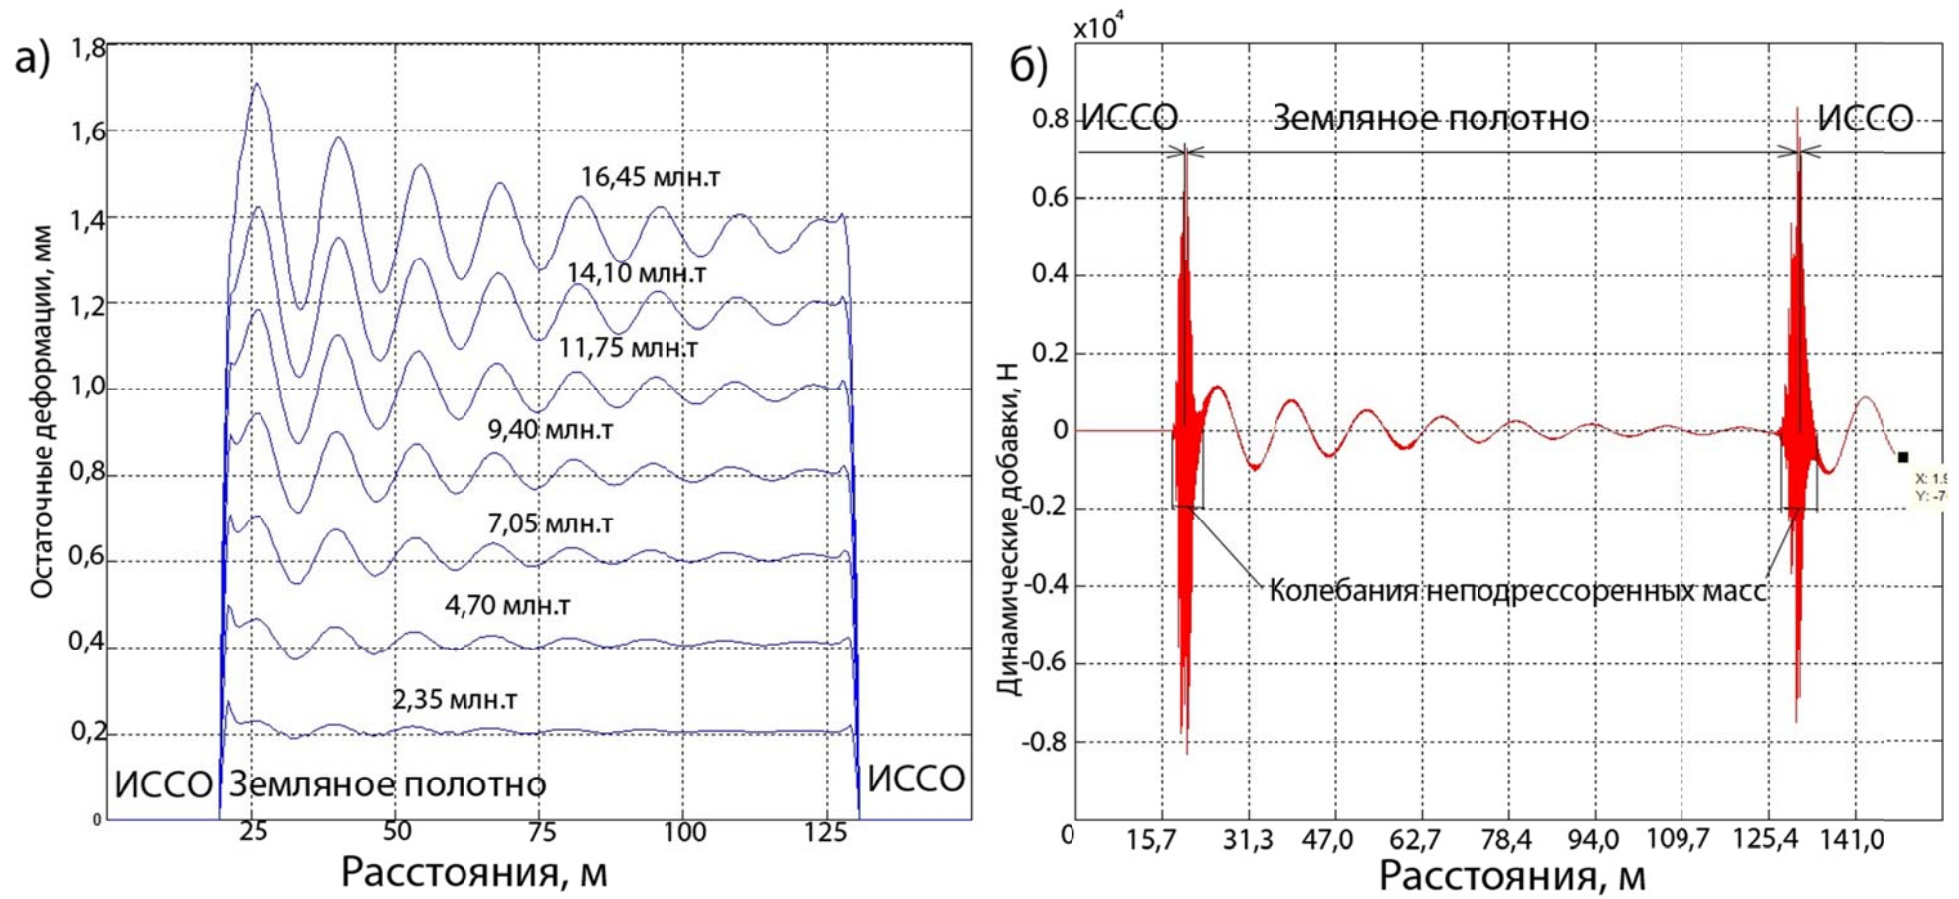 а)
Остаточные деформации, мм
1,8
1,6
1,4
1,2
1,0
0,8
0,6
0,4
0,2
0
16,45 млн.т
14,10 млн.т
11,75 млн.т
9,40 млн.т
7,05 млн.т
4,70 млн.т
2,35 млн.т
ИССО Земляное полотно ИССО
25 50 75 100 125
Расстояния, м
б)
x10⁴
Динамические добавки, Н
0.8
0.6
0.4
0.2
0
-0.2
-0.4
-0.6
-0.8
ИССО Земляное полотно ИССО
X: 1.9
Колебания неподрессоренных масс
0 15,7 31,3 47,0 62,7 78,4 94,0 109,7 125,4 141,0
Расстояния, м